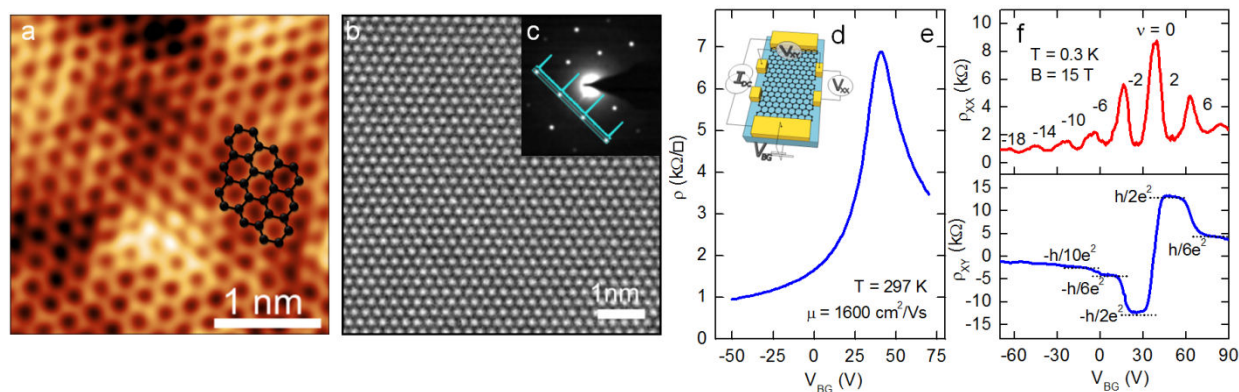 a
1 nm
b
c
1nm
d
e
7
6
5
4
3
2
1
0
ρ (kΩ/□)
V_XY
I_DC
V_XX
V_BG
T = 297 K
μ = 1600 cm²/Vs
-50 -25 0 25 50 75
V_BG (V)
f
10
8
6
4
2
0
ρ_XX (kΩ)
T = 0.3 K
B = 15 T
ν = 0
-2
2
-6
6
-10
-14
-18
15
10
5
0
-5
-10
-15
ρ_XY (kΩ)
h/2e²
h/6e²
-h/10e²
-h/6e²
-h/2e²
-60 -30 0 30 60 90
V_BG (V)